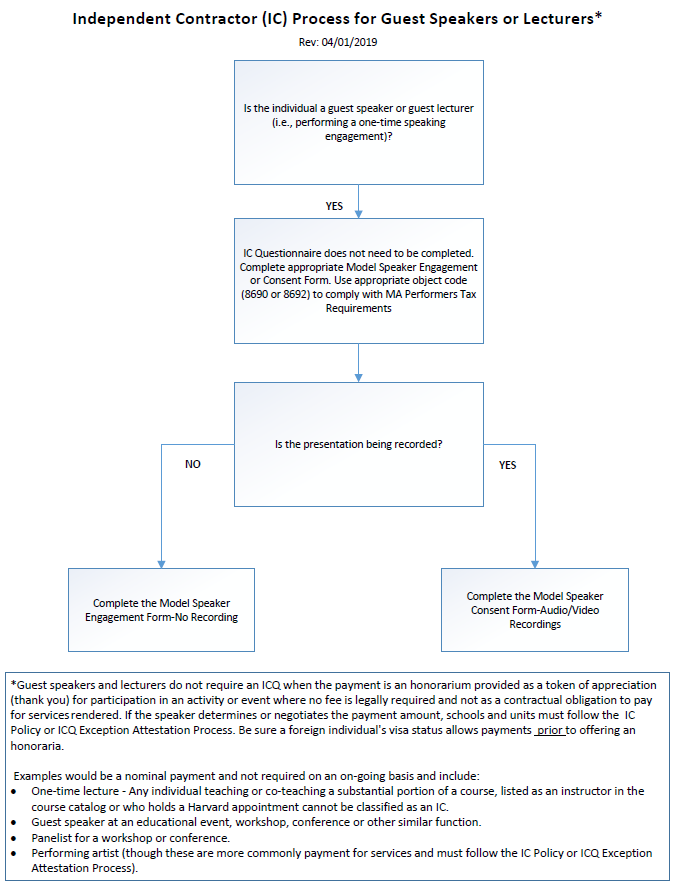 Independent Contractor (IC) Process for Guest Speakers or Lecturers*
Rev: 04/01/2019
Is the individual a guest speaker or guest lecturer
(i.e., performing a one-time speaking
engagement)?
YES
IC Questionnaire does not need to be completed.
Complete appropriate Model Speaker Engagement
or Consent Form. Use appropriate object code
(8690 or 8692) to comply with MA Performers Tax
Requirements
Is the presentation being recorded?
NO
YES
Complete the Model Speaker
Engagement Form-No Recording
Complete the Model Speaker
Consent Form-Audio/Video
Recordings
*Guest speakers and lecturers do not require an ICQ when the payment is an honorarium provided as a token of appreciation
(thank you) for participation in an activity or event where no fee is legally required and not as a contractual obligation to pay
for services rendered. If the speaker determines or negotiates the payment amount, schools and units must follow the IC
Policy or ICQ Exception Attestation Process. Be sure a foreign individual's visa status allows payments prior to offering an
honoraria.
Examples would be a nominal payment and not required on an on-going basis and include:
• One-time lecture - Any individual teaching or co-teaching a substantial portion of a course, listed as an instructor in the
course catalog or who holds a Harvard appointment cannot be classified as an IC.
• Guest speaker at an educational event, workshop, conference or other similar function.
• Panelist for a workshop or conference.
• Performing artist (though these are more commonly payment for services and must follow the IC Policy or ICQ Exception
Attestation Process).